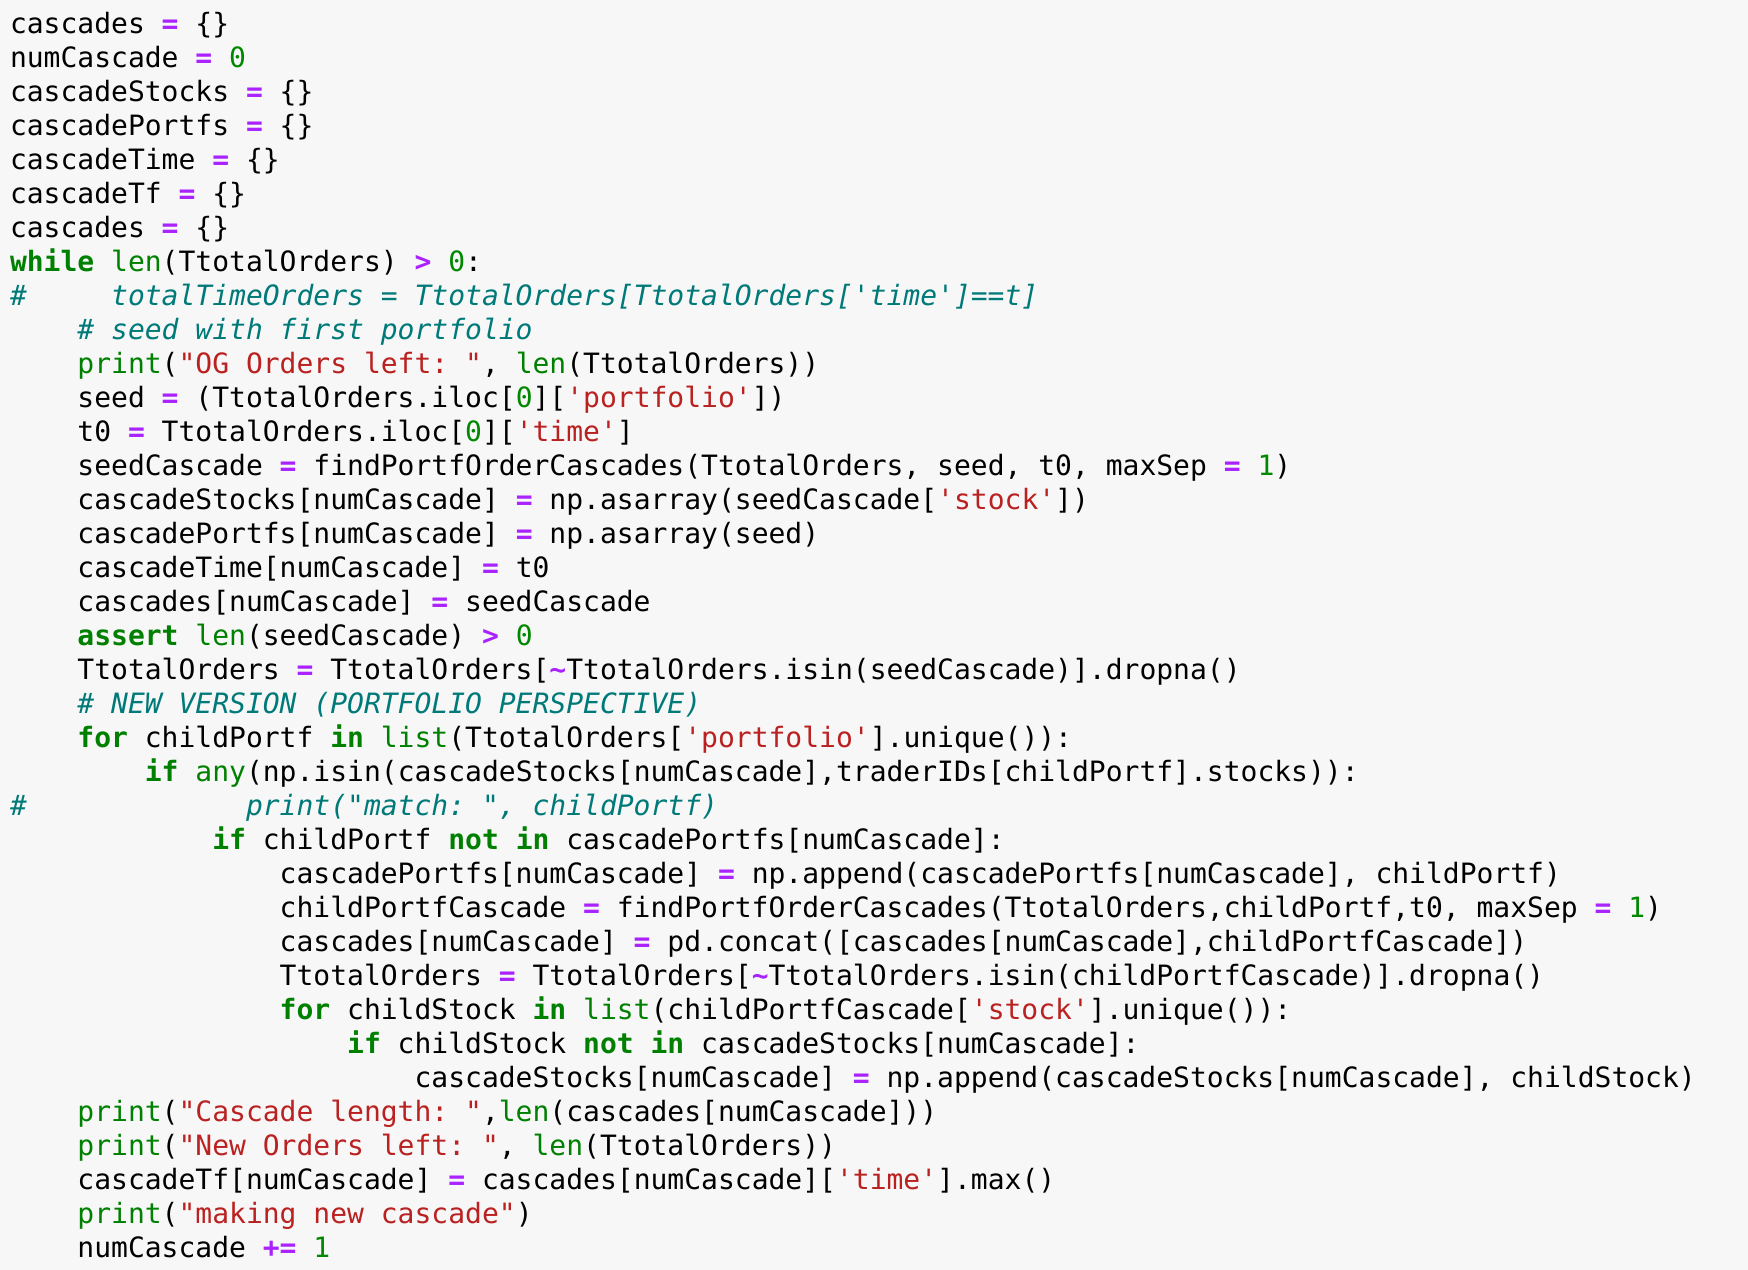 cascades = {}
numCascade = 0
cascadeStocks = {}
cascadePortfs = {}
cascadeTime = {}
cascadeTf = {}
cascades = {}
while len(TtotalOrders) > 0:
#     totalTimeOrders = TtotalOrders[TtotalOrders['time']==t]
    # seed with first portfolio
    print("OG Orders left: ", len(TtotalOrders))
    seed = (TtotalOrders.iloc[0]['portfolio'])
    t0 = TtotalOrders.iloc[0]['time']
    seedCascade = findPortfOrderCascades(TtotalOrders, seed, t0, maxSep = 1)
    cascadeStocks[numCascade] = np.asarray(seedCascade['stock'])
    cascadePortfs[numCascade] = np.asarray(seed)
    cascadeTime[numCascade] = t0
    cascades[numCascade] = seedCascade
    assert len(seedCascade) > 0
    TtotalOrders = TtotalOrders[~TtotalOrders.isin(seedCascade)].dropna()
    # NEW VERSION (PORTFOLIO PERSPECTIVE)
    for childPortf in list(TtotalOrders['portfolio'].unique()):
        if any(np.isin(cascadeStocks[numCascade],traderIDs[childPortf].stocks)):
#             print("match: ", childPortf)
            if childPortf not in cascadePortfs[numCascade]:
                cascadePortfs[numCascade] = np.append(cascadePortfs[numCascade], childPortf)
                childPortfCascade = findPortfOrderCascades(TtotalOrders,childPortf,t0, maxSep = 1)
                cascades[numCascade] = pd.concat([cascades[numCascade],childPortfCascade])
                TtotalOrders = TtotalOrders[~TtotalOrders.isin(childPortfCascade)].dropna()
                for childStock in list(childPortfCascade['stock'].unique()):
                    if childStock not in cascadeStocks[numCascade]:
                        cascadeStocks[numCascade] = np.append(cascadeStocks[numCascade], childStock)
    print("Cascade length: ",len(cascades[numCascade]))
    print("New Orders left: ", len(TtotalOrders))
    cascadeTf[numCascade] = cascades[numCascade]['time'].max()
    print("making new cascade")
    numCascade += 1